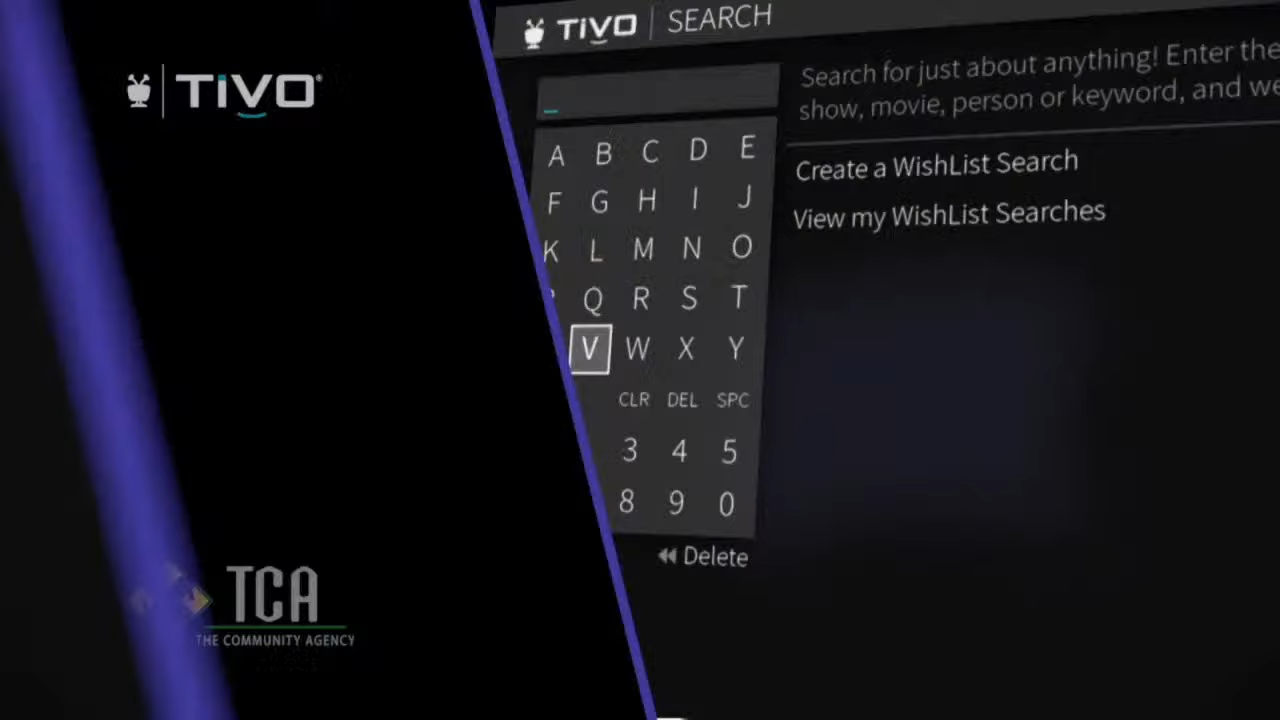 TiVO®
TCA
THE COMMUNITY AGENCY
TiVO | SEARCH
Search for just about anything! Enter the
show, movie, person or keyword, and we
_
A B C D E
F G H I J
K L M N O
Q R S T
V W X Y
CLR DEL SPC
3 4 5
8 9 0
Delete
Create a WishList Search
View my WishList Searches